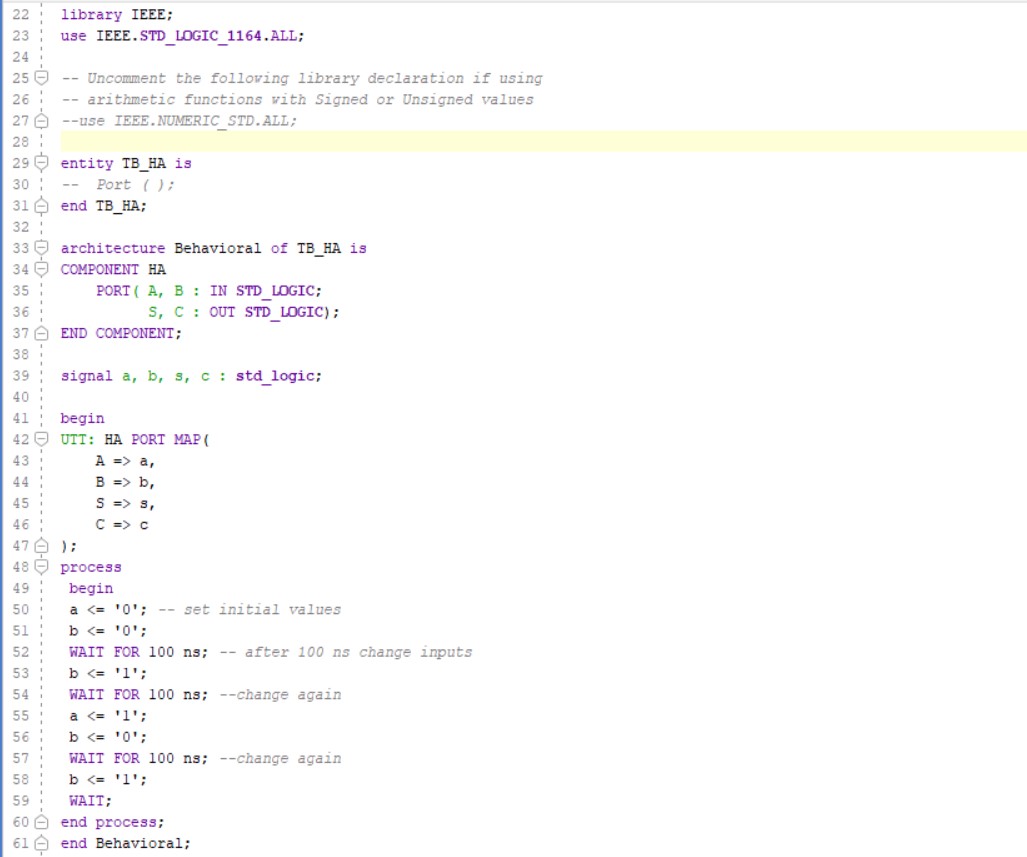 22 library IEEE;
23 use IEEE.STD_LOGIC_1164.ALL;
24
25 -- Uncomment the following library declaration if using
26 -- arithmetic functions with Signed or Unsigned values
27 --use IEEE.NUMERIC_STD.ALL;
28
29 entity TB_HA is
30 --  Port ( );
31 end TB_HA;
32
33 architecture Behavioral of TB_HA is
34 COMPONENT HA
35     PORT( A, B : IN STD_LOGIC;
36           S, C : OUT STD_LOGIC);
37 END COMPONENT;
38
39 signal a, b, s, c : std_logic;
40
41 begin
42 UTT: HA PORT MAP(
43     A => a,
44     B => b,
45     S => s,
46     C => c
47 );
48 process
49  begin
50  a <= '0'; -- set initial values
51  b <= '0';
52  WAIT FOR 100 ns; -- after 100 ns change inputs
53  b <= '1';
54  WAIT FOR 100 ns; --change again
55  a <= '1';
56  b <= '0';
57  WAIT FOR 100 ns; --change again
58  b <= '1';
59  WAIT;
60 end process;
61 end Behavioral;